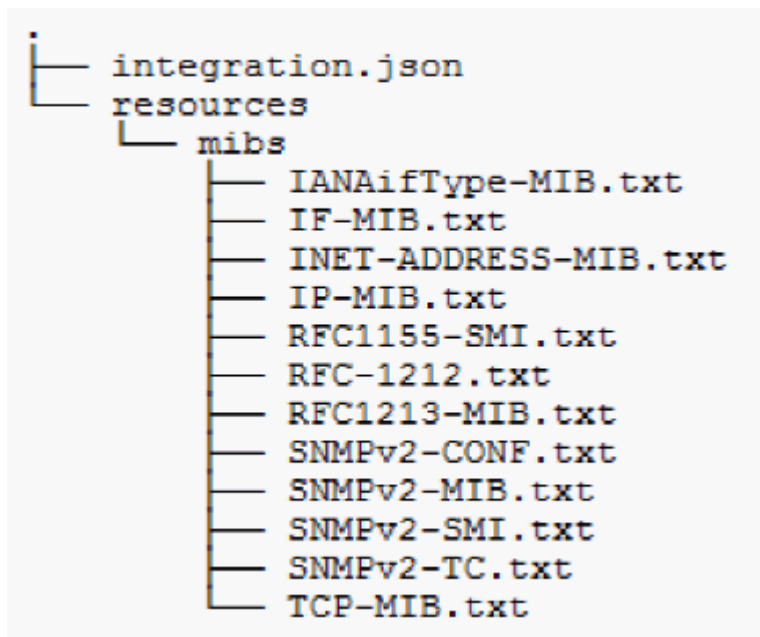 .
├── integration.json
└── resources
    └── mibs
        ├── IANAifType-MIB.txt
        ├── IF-MIB.txt
        ├── INET-ADDRESS-MIB.txt
        ├── IP-MIB.txt
        ├── RFC1155-SMI.txt
        ├── RFC-1212.txt
        ├── RFC1213-MIB.txt
        ├── SNMPv2-CONF.txt
        ├── SNMPv2-MIB.txt
        ├── SNMPv2-SMI.txt
        ├── SNMPv2-TC.txt
        └── TCP-MIB.txt